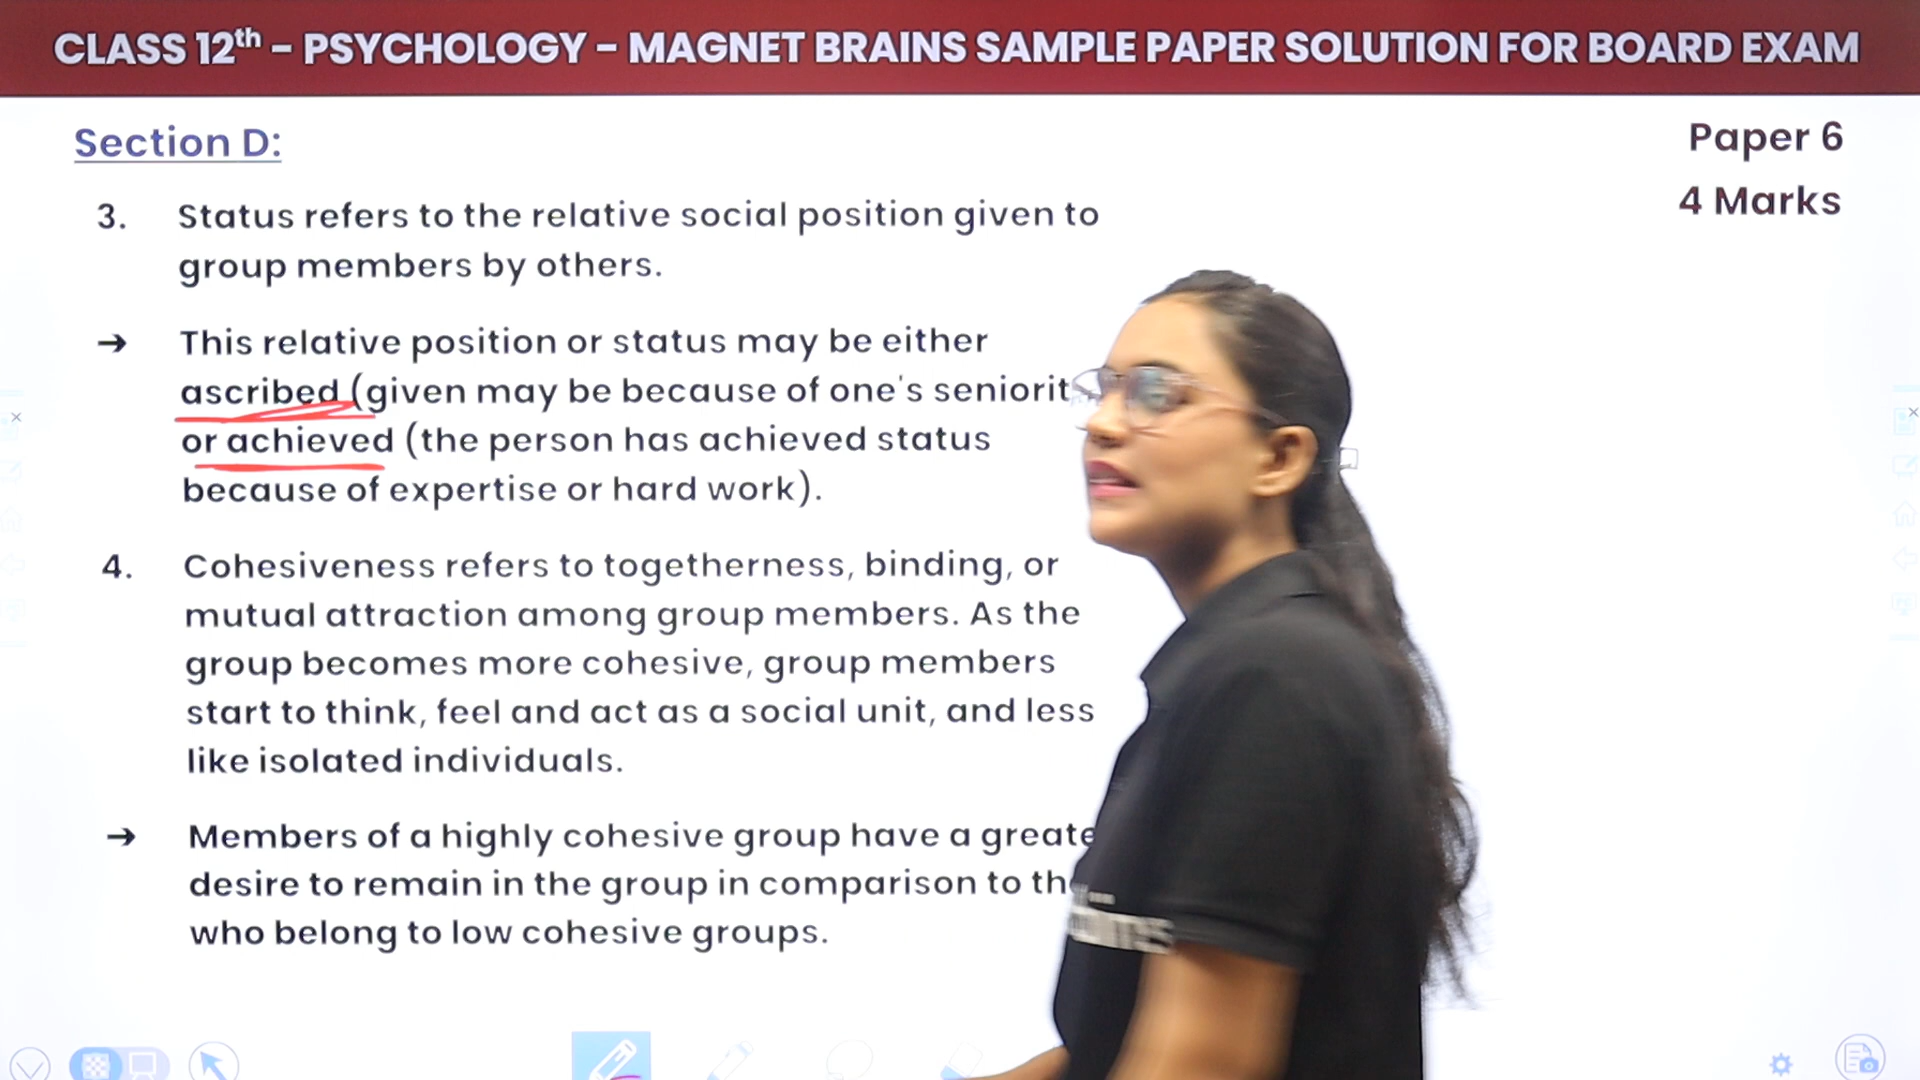 CLASS 12th – PSYCHOLOGY – MAGNET BRAINS SAMPLE PAPER SOLUTION FOR BOARD EXAM
Section D:
Paper 6
4 Marks
3. Status refers to the relative social position given to
group members by others.
→ This relative position or status may be either
ascribed (given may be because of one's seniorit
or achieved (the person has achieved status
because of expertise or hard work).
4. Cohesiveness refers to togetherness, binding, or
mutual attraction among group members. As the
group becomes more cohesive, group members
start to think, feel and act as a social unit, and less
like isolated individuals.
→ Members of a highly cohesive group have a greate
desire to remain in the group in comparison to th
who belong to low cohesive groups.